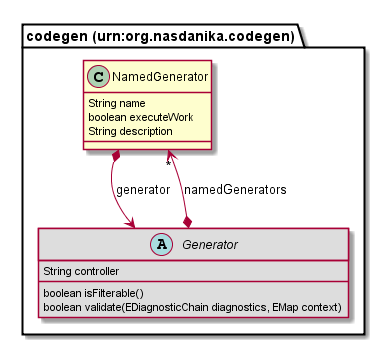 codegen (urn:org.nasdanika.codegen)
C NamedGenerator
String name
boolean executeWork
String description
*
generator
namedGenerators
A Generator
String controller
boolean isFilterable()
boolean validate(EDiagnosticChain diagnostics, EMap context)